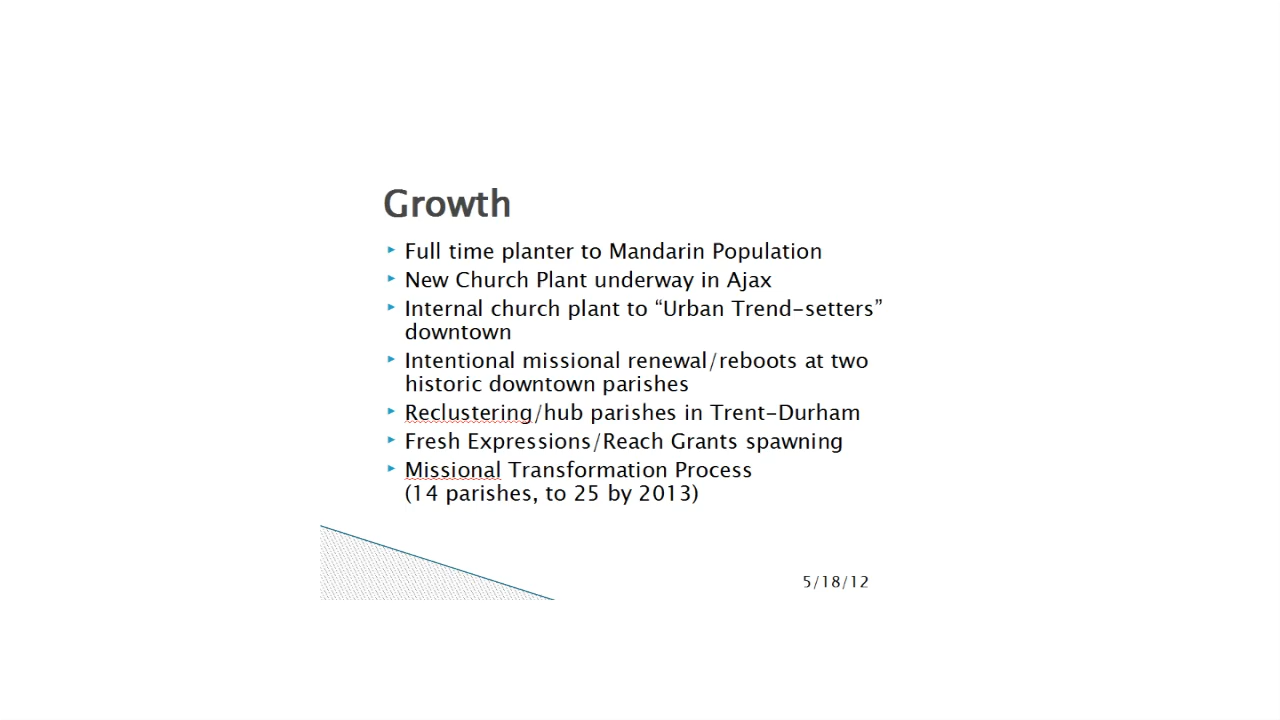 Growth
Full time planter to Mandarin Population
New Church Plant underway in Ajax
Internal church plant to “Urban Trend-setters”
downtown
Intentional missional renewal/reboots at two
historic downtown parishes
Reclustering/hub parishes in Trent-Durham
Fresh Expressions/Reach Grants spawning
Missional Transformation Process
(14 parishes, to 25 by 2013)
5/18/12